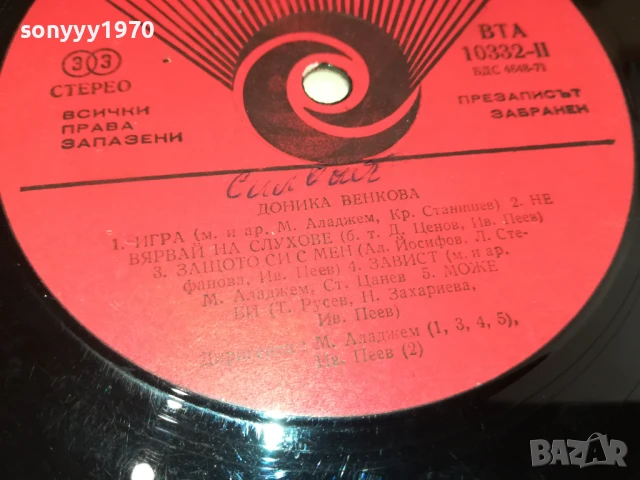 sonyyy1970
33
СТЕРЕО
ВСИЧКИ
ПРАВА
ЗАПАЗЕНИ
ВТА
10332-II
БДС 4648-71
ПРЕЗАПИСЪТ
ЗАБРАНЕН
ДОНИКА ВЕНКОВА
1. ИГРА (м. и ар. М. Аладжем, Кр. Станишев) 2. НЕ
ВЯРВАЙ НА СЛУХОВЕ (б. т. Д. Ценов, Ив. Пеев)
3. ЗАЩОТО СИ С МЕН (Ал. Йосифов, Л. Сте-
фанова, Ив. Пеев) 4. ЗАВИСТ (м. и ар.
М. Аладжем, Ст. Цанев 5. МОЖЕ
БИ (Т. Русев, Н. Захариева,
Ив. Пеев)
М. Аладжем (1, 3, 4, 5),
Ив. Пеев (2)
BAZAR